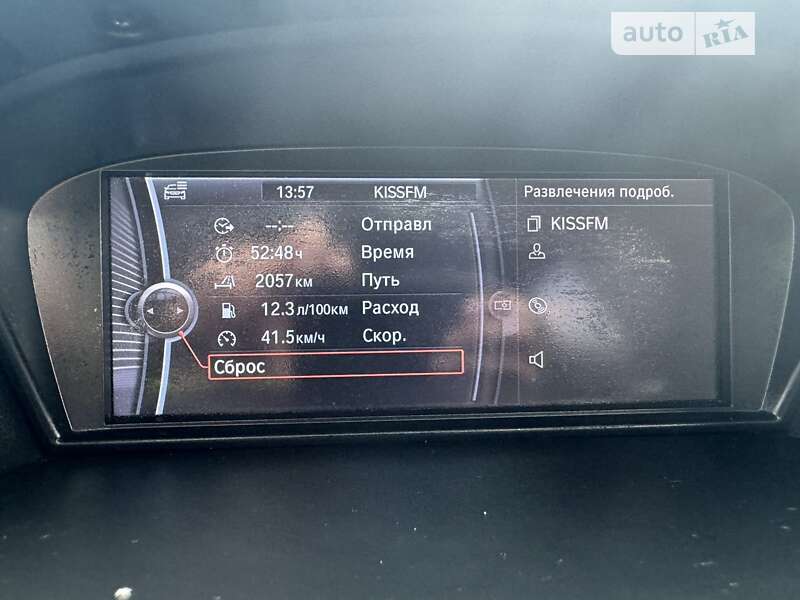 auto RIA
13:57 KISSFM
Развлечения подроб.
--:-- Отправл
KISSFM
52:48ч Время
2057км Путь
12.3л/100км Расход
41.5км/ч Скор.
Сброс